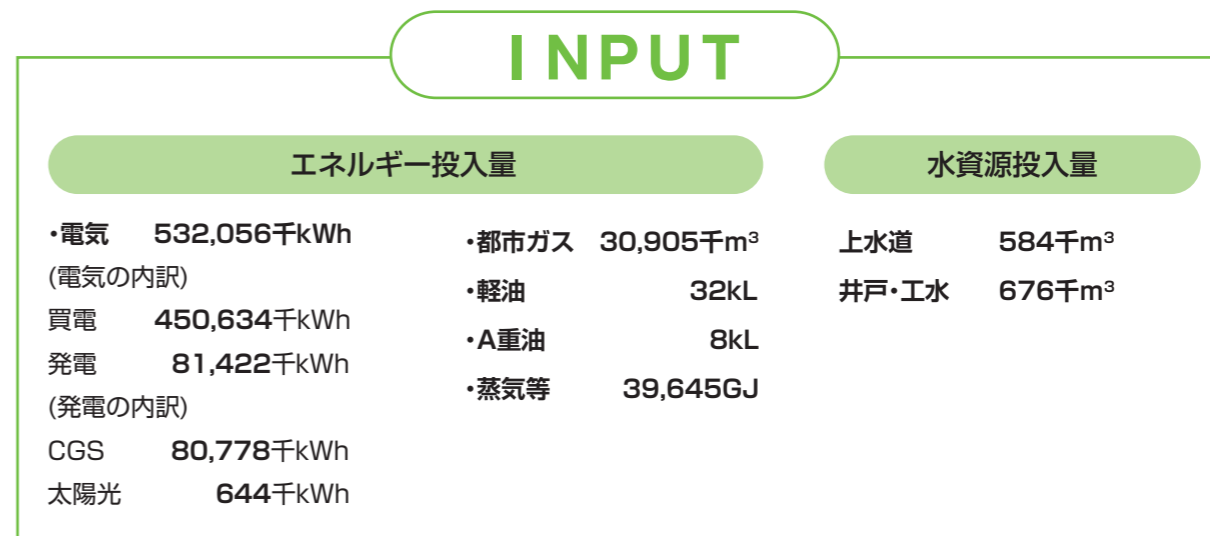 INPUT
エネルギー投入量
・電気 532,056千kWh
(電気の内訳)
買電 450,634千kWh
発電 81,422千kWh
(発電の内訳)
CGS 80,778千kWh
太陽光 644千kWh
・都市ガス 30,905千m³
・軽油 32kL
・A重油 8kL
・蒸気等 39,645GJ
水資源投入量
上水道 584千m³
井戸・工水 676千m³